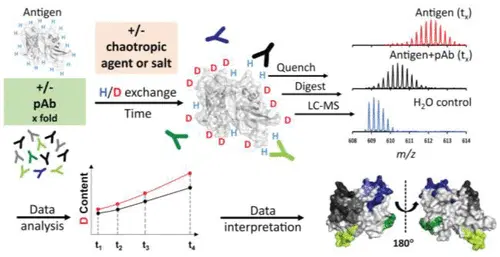 Antigen
+/-
chaotropic
agent or salt
+/-
pAb
x fold
H/D exchange
Time
Quench
Digest
LC-MS
Antigen (tₓ)
Antigen+pAb (tₓ)
H₂O control
608 609 610 611 612 613 614
m/z
Data
analysis
D Content
t₁ t₂ t₃ t₄
Data
interpretation
180°